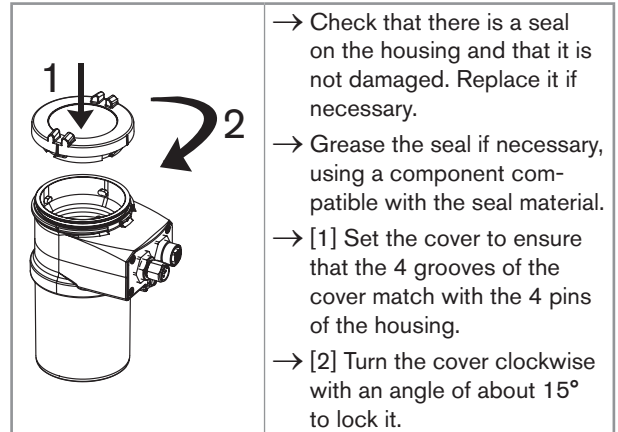 1
2
→ Check that there is a seal
on the housing and that it is
not damaged. Replace it if
necessary.
→ Grease the seal if necessary,
using a component com-
patible with the seal material.
→ [1] Set the cover to ensure
that the 4 grooves of the
cover match with the 4 pins
of the housing.
→ [2] Turn the cover clockwise
with an angle of about 15°
to lock it.